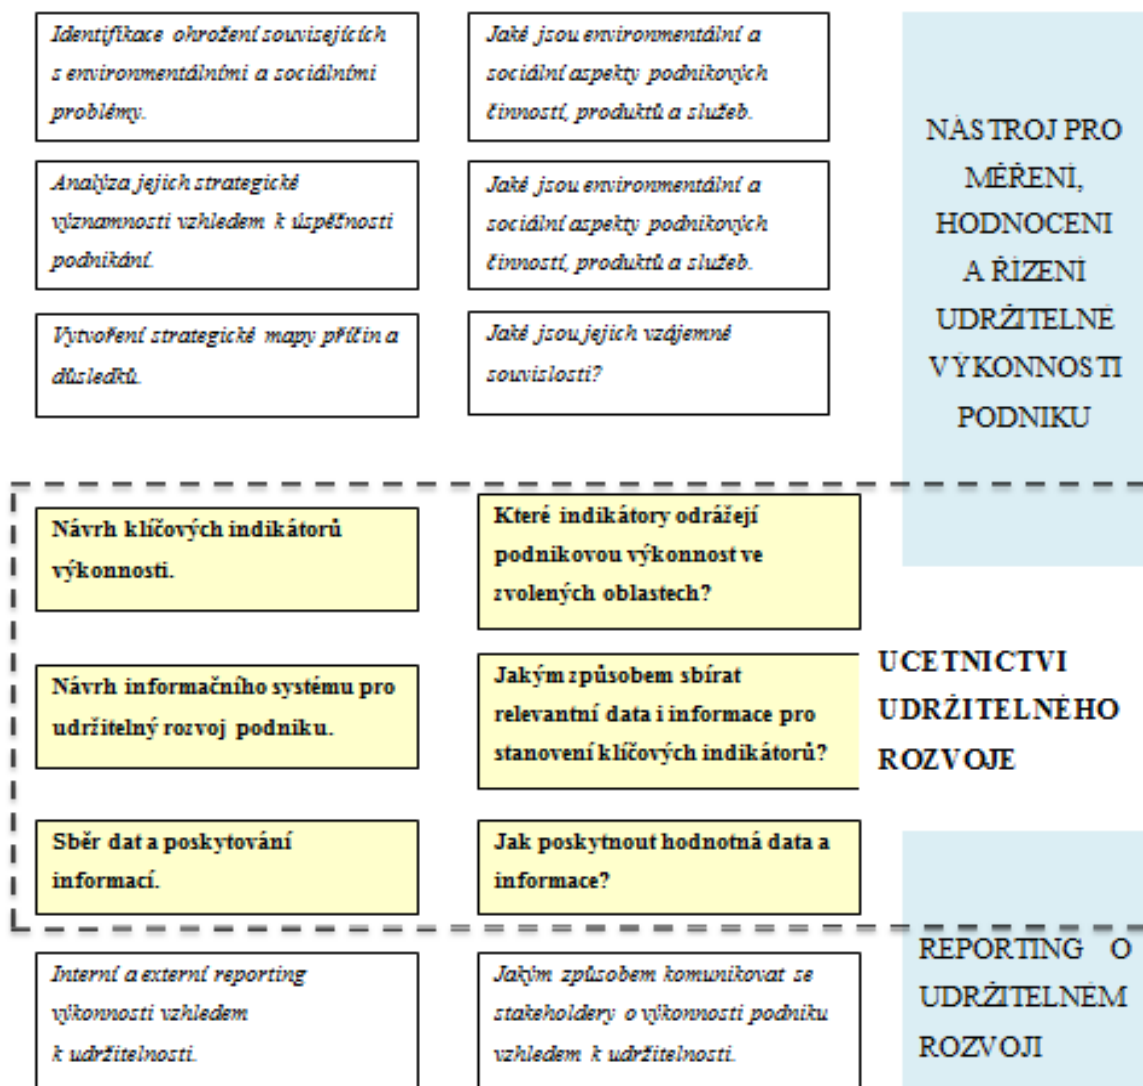 Identifikace ohrožení souvisejících
s environmentálními a sociálními
problémy.
Jaké jsou environmentální a
sociální aspekty podnikových
činností, produktů a služeb.
Analýza jejich strategické
významnosti vzhledem k úspěšnosti
podnikání.
Jaké jsou environmentální a
sociální aspekty podnikových
činností, produktů a služeb.
Vytvoření strategické mapy příčin a
důsledků.
Jaké jsou jejich vzájemné
souvislosti?
NÁSTROJ PRO
MĚŘENÍ,
HODNOCENI
A ŘÍZENÍ
UDRŽITELNÉ
VÝKONNOSTI
PODNIKU
Návrh klíčových indikátorů
výkonnosti.
Které indikátory odrážejí
podnikovou výkonnost ve
zvolených oblastech?
Návrh informačního systému pro
udržitelný rozvoj podniku.
Jakým způsobem sbírat
relevantní data i informace pro
stanovení klíčových indikátorů?
Sběr dat a poskytování
informací.
Jak poskytnout hodnotná data a
informace?
UCETNICTVI
UDRŽITELNÉHO
ROZVOJE
Interní a externí reporting
výkonnosti vzhledem
k udržitelnosti.
Jakým způsobem komunikovat se
stakeholdery o výkonnosti podniku
vzhledem k udržitelnosti.
REPORTING O
UDRŽITELNÉM
ROZVOJI